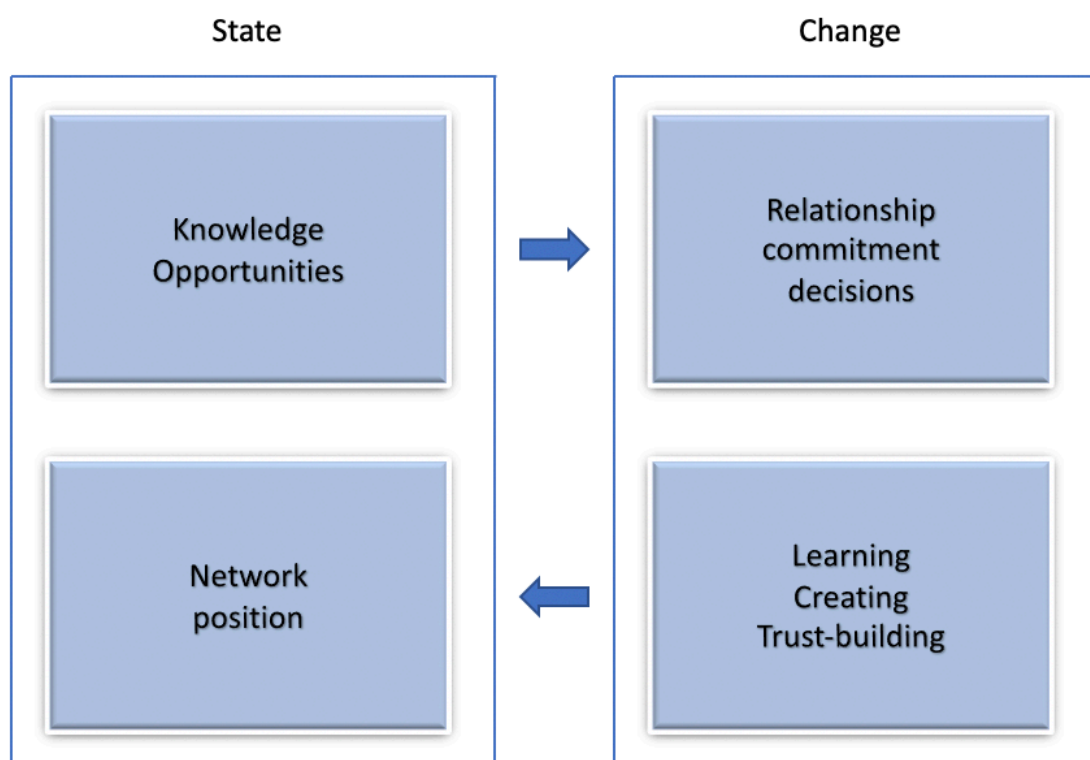 State
Change
Knowledge
Opportunities
Relationship
commitment
decisions
Network
position
Learning
Creating
Trust-building